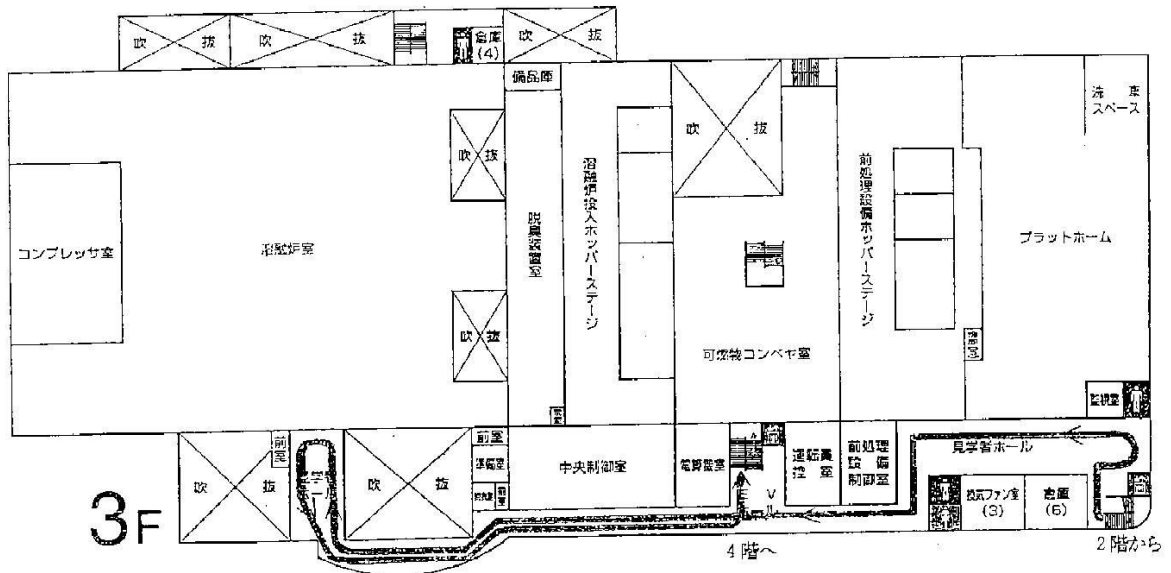 吹 抜
吹 抜
倉庫
(4)
吹 抜
備品庫
洗 車
スペース
吹 抜
吹 抜
コンプレッサ室
溶融炉室
脱臭装置室
溶融炉投入ホッパーステージ
前処理設備ホッパーステージ
プラットホーム
吹 抜
可燃物コンベヤ室
監視室
前室
吹 抜
吹 抜
前室
準備室
前室
中央制御室
電算機室
運転員
控 室
前処理
設 備
制御室
見学者ホール
E V
換気ファン室
(3)
倉庫
(6)
3F
4階へ
2階から